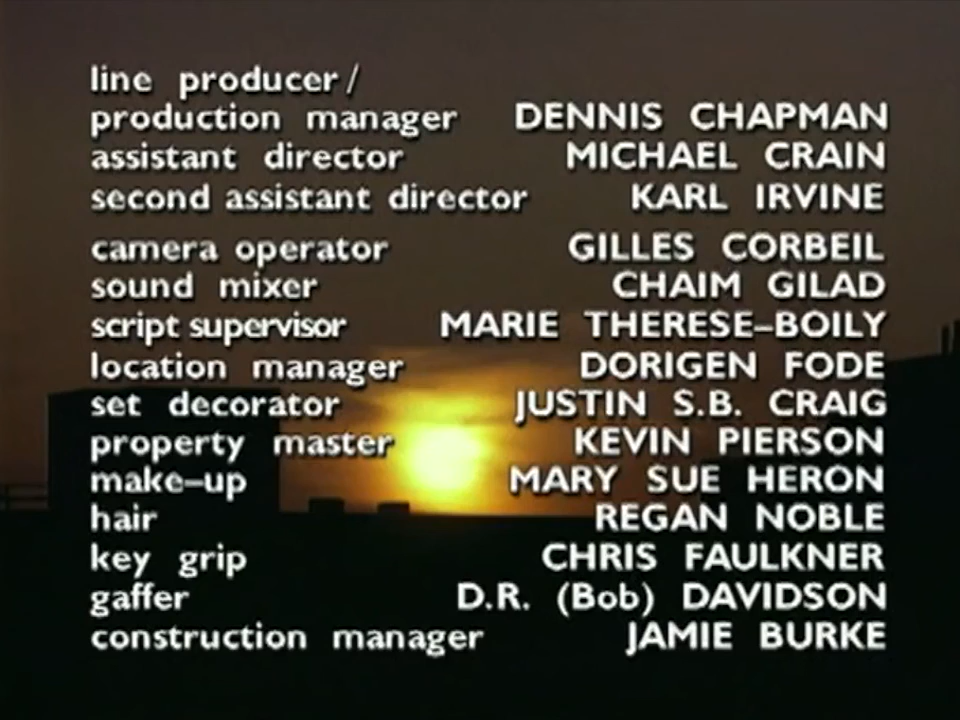 line producer/
production manager DENNIS CHAPMAN
assistant director MICHAEL CRAIN
second assistant director KARL IRVINE
camera operator GILLES CORBEIL
sound mixer CHAIM GILAD
script supervisor MARIE THERESE–BOILY
location manager DORIGEN FODE
set decorator JUSTIN S.B. CRAIG
property master KEVIN PIERSON
make–up MARY SUE HERON
hair REGAN NOBLE
key grip CHRIS FAULKNER
gaffer D.R. (Bob) DAVIDSON
construction manager JAMIE BURKE